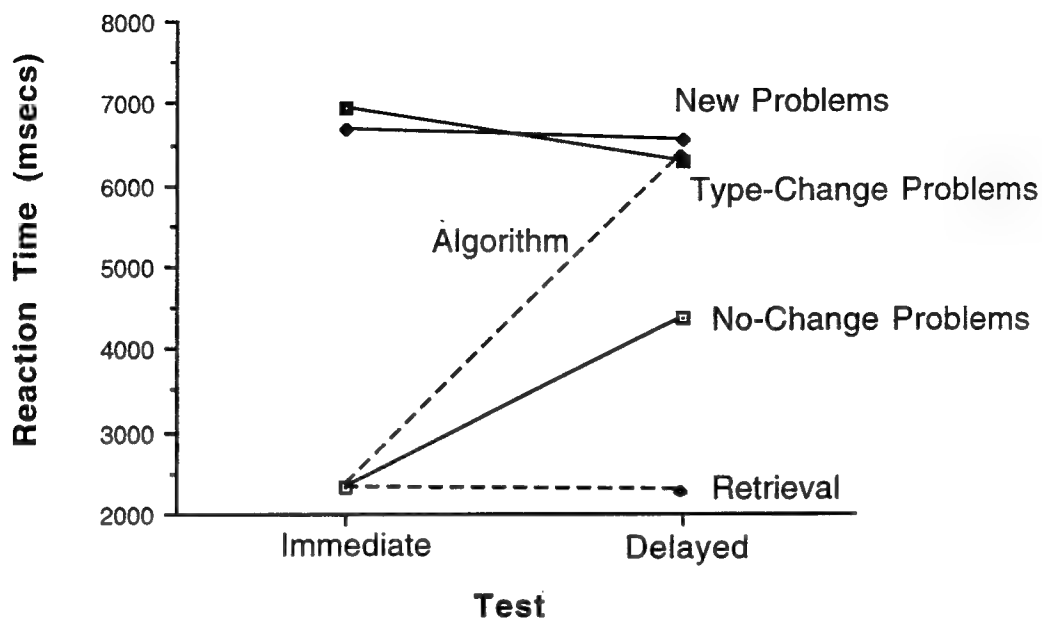 8000
7000
6000
5000
4000
3000
2000
Reaction Time (msecs)
New Problems
Type-Change Problems
Algorithm
No-Change Problems
Retrieval
Immediate
Delayed
Test